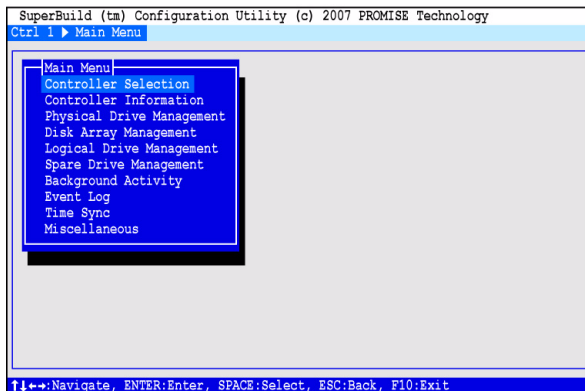 SuperBuild (tm) Configuration Utility (c) 2007 PROMISE Technology
Ctrl 1 ▶ Main Menu
Main Menu
Controller Selection
Controller Information
Physical Drive Management
Disk Array Management
Logical Drive Management
Spare Drive Management
Background Activity
Event Log
Time Sync
Miscellaneous
↑↓←→:Navigate, ENTER:Enter, SPACE:Select, ESC:Back, F10:Exit